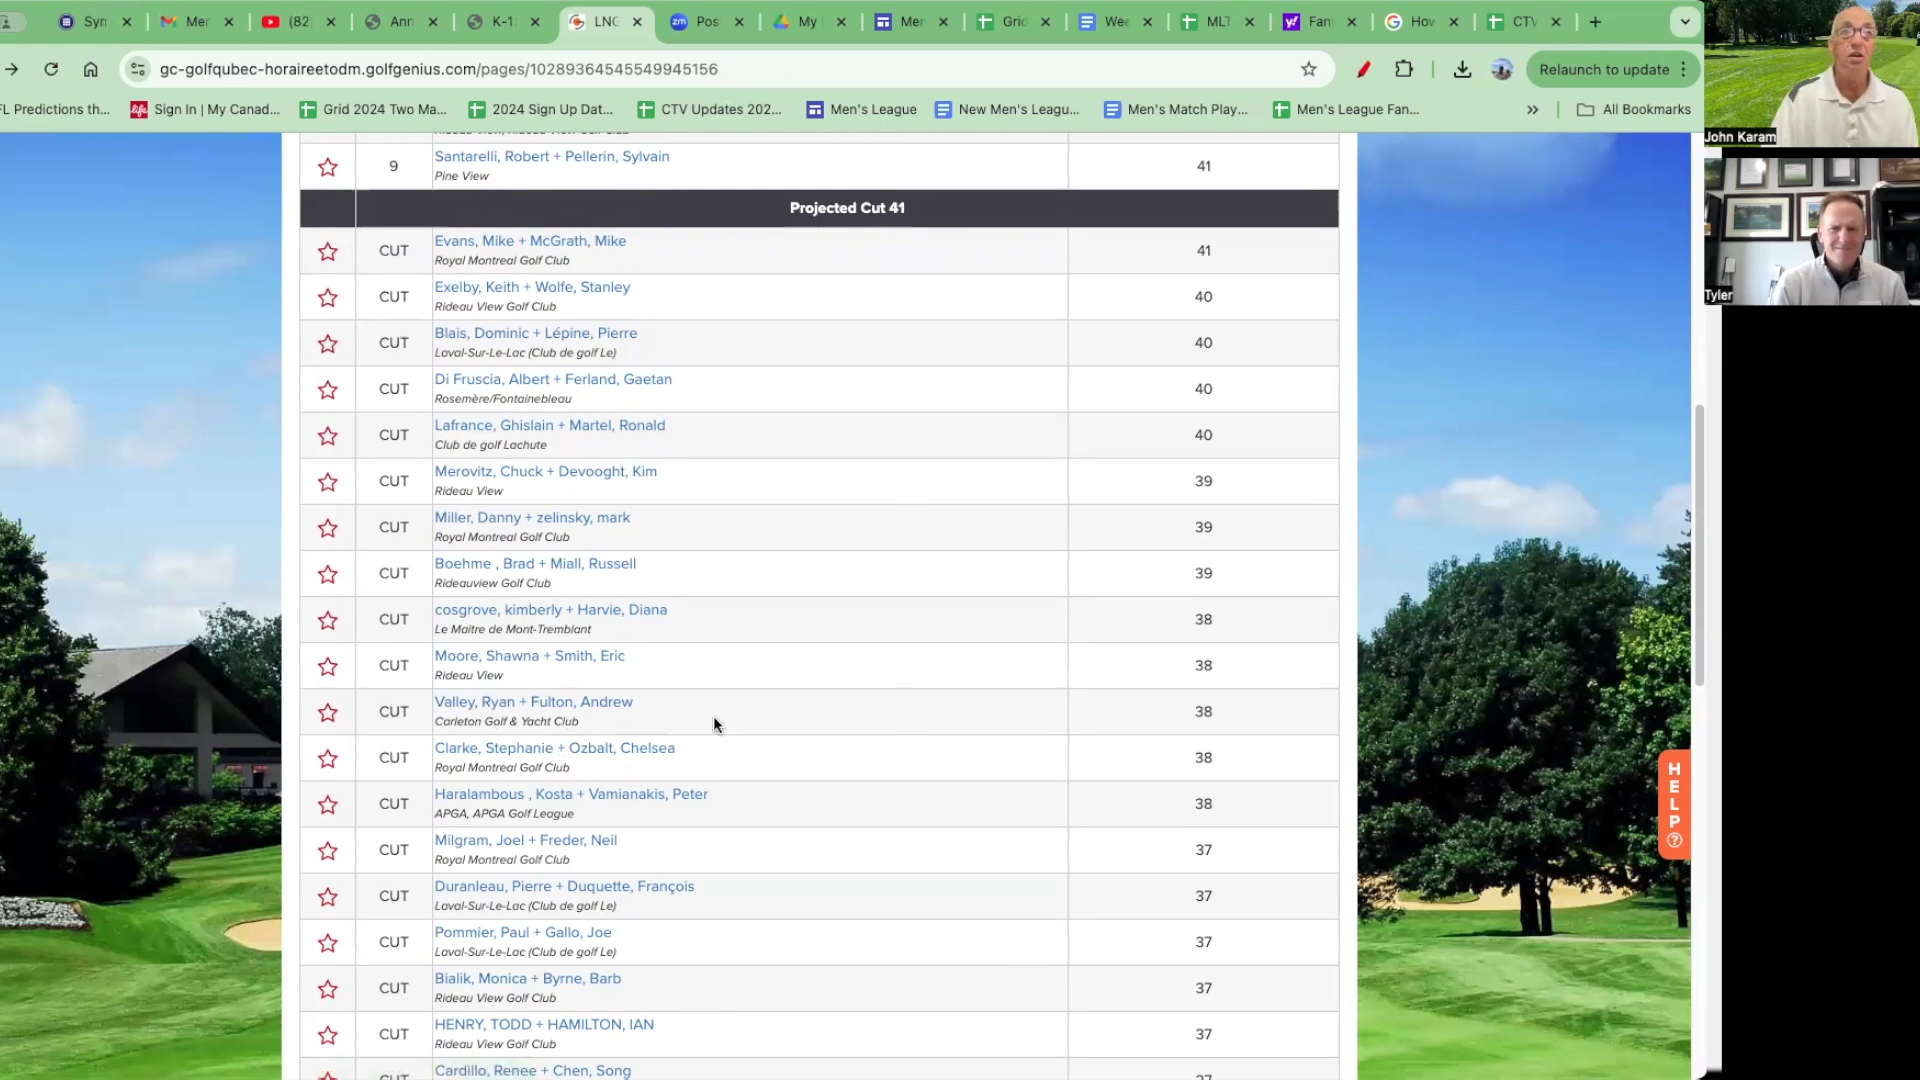 Syn
Mer
(82
Ann
K-1
LNG
Pos
My
Mer
Grid
Wee
MLT
Fan
How
CTV
gc-golfqubec-horaireetodm.golfgenius.com/pages/10289364545549945156
Relaunch to update
FL Predictions th...
Sign In | My Canad...
Grid 2024 Two Ma...
2024 Sign Up Dat...
CTV Updates 202...
Men's League
New Men's Leagu...
Men's Match Play...
Men's League Fan...
All Bookmarks
John Karam
Tyler
9 Santarelli, Robert + Pellerin, Sylvain 41
Pine View
Projected Cut 41
CUT Evans, Mike + McGrath, Mike 41
Royal Montreal Golf Club
CUT Exelby, Keith + Wolfe, Stanley 40
Rideau View Golf Club
CUT Blais, Dominic + Lépine, Pierre 40
Laval-Sur-Le-Lac (Club de golf Le)
CUT Di Fruscia, Albert + Ferland, Gaetan 40
Rosemère/Fontainebleau
CUT Lafrance, Ghislain + Martel, Ronald 40
Club de golf Lachute
CUT Merovitz, Chuck + Devooght, Kim 39
Rideau View
CUT Miller, Danny + zelinsky, mark 39
Royal Montreal Golf Club
CUT Boehme , Brad + Miall, Russell 39
Rideauview Golf Club
CUT cosgrove, kimberly + Harvie, Diana 38
Le Maitre de Mont-Tremblant
CUT Moore, Shawna + Smith, Eric 38
Rideau View
CUT Valley, Ryan + Fulton, Andrew 38
Carleton Golf & Yacht Club
CUT Clarke, Stephanie + Ozbalt, Chelsea 38
Royal Montreal Golf Club
CUT Haralambous , Kosta + Vamianakis, Peter 38
APGA, APGA Golf League
CUT Milgram, Joel + Freder, Neil 37
Royal Montreal Golf Club
CUT Duranleau, Pierre + Duquette, François 37
Laval-Sur-Le-Lac (Club de golf Le)
CUT Pommier, Paul + Gallo, Joe 37
Laval-Sur-Le-Lac (Club de golf Le)
CUT Bialik, Monica + Byrne, Barb 37
Rideau View Golf Club
CUT HENRY, TODD + HAMILTON, IAN 37
Rideau View Golf Club
CUT Cardillo, Renee + Chen, Song 37
HELP